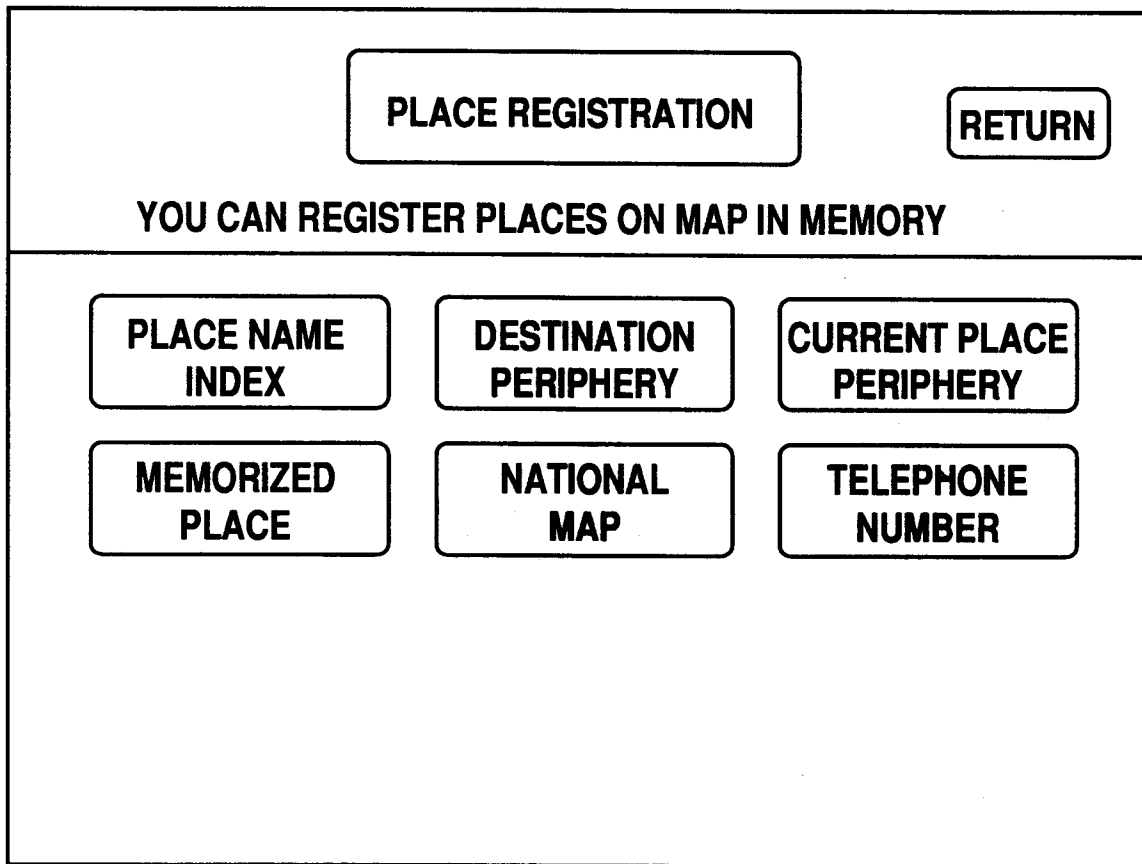 PLACE REGISTRATION
RETURN
YOU CAN REGISTER PLACES ON MAP IN MEMORY
PLACE NAME
INDEX
DESTINATION
PERIPHERY
CURRENT PLACE
PERIPHERY
MEMORIZED
PLACE
NATIONAL
MAP
TELEPHONE
NUMBER